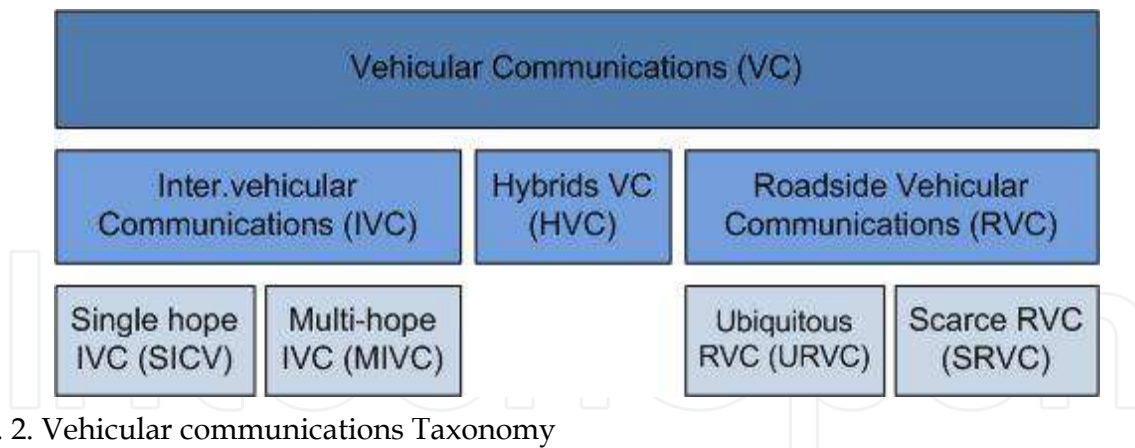 Vehicular Communications (VC)
Inter.vehicular
Communications (IVC)
Hybrids VC
(HVC)
Roadside Vehicular
Communications (RVC)
Single hope
IVC (SICV)
Multi-hope
IVC (MIVC)
Ubiquitous
RVC (URVC)
Scarce RVC
(SRVC)
. 2. Vehicular communications Taxonomy